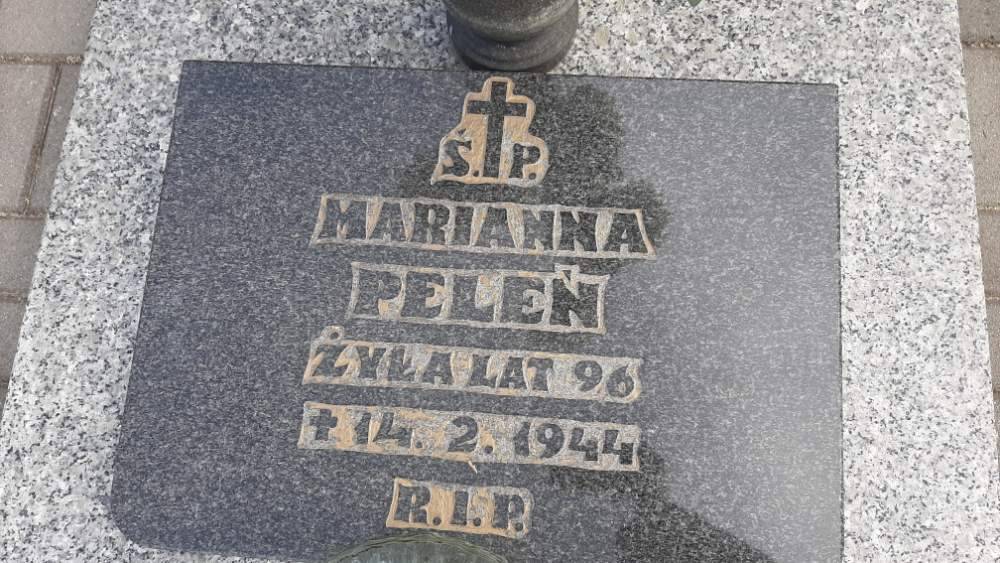 Ś.P.
MARIANNA
PELEŃ
ŻYŁA LAT 96
† 14. 2. 1944
R.I.P.